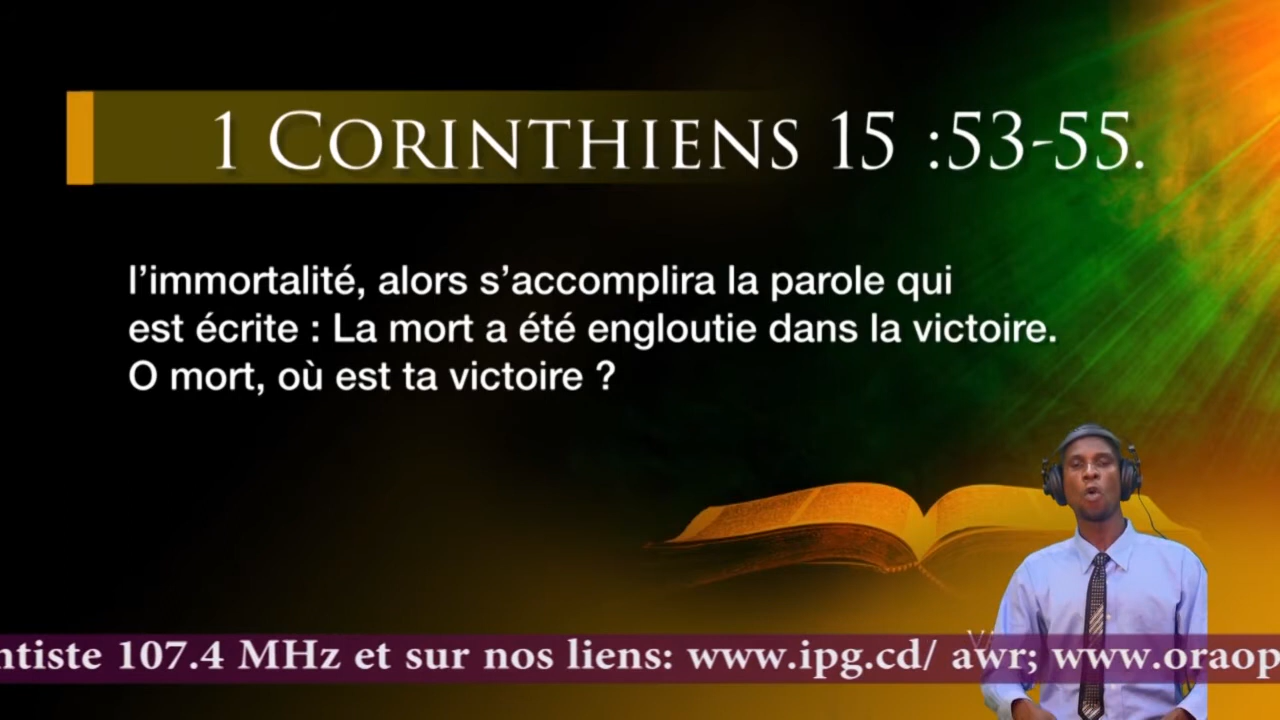 1 CORINTHIENS 15 :53-55.
l’immortalité, alors s’accomplira la parole qui
est écrite : La mort a été engloutie dans la victoire.
O mort, où est ta victoire ?
ntiste 107.4 MHz et sur nos liens: www.ipg.cd/ awr; www.oraop